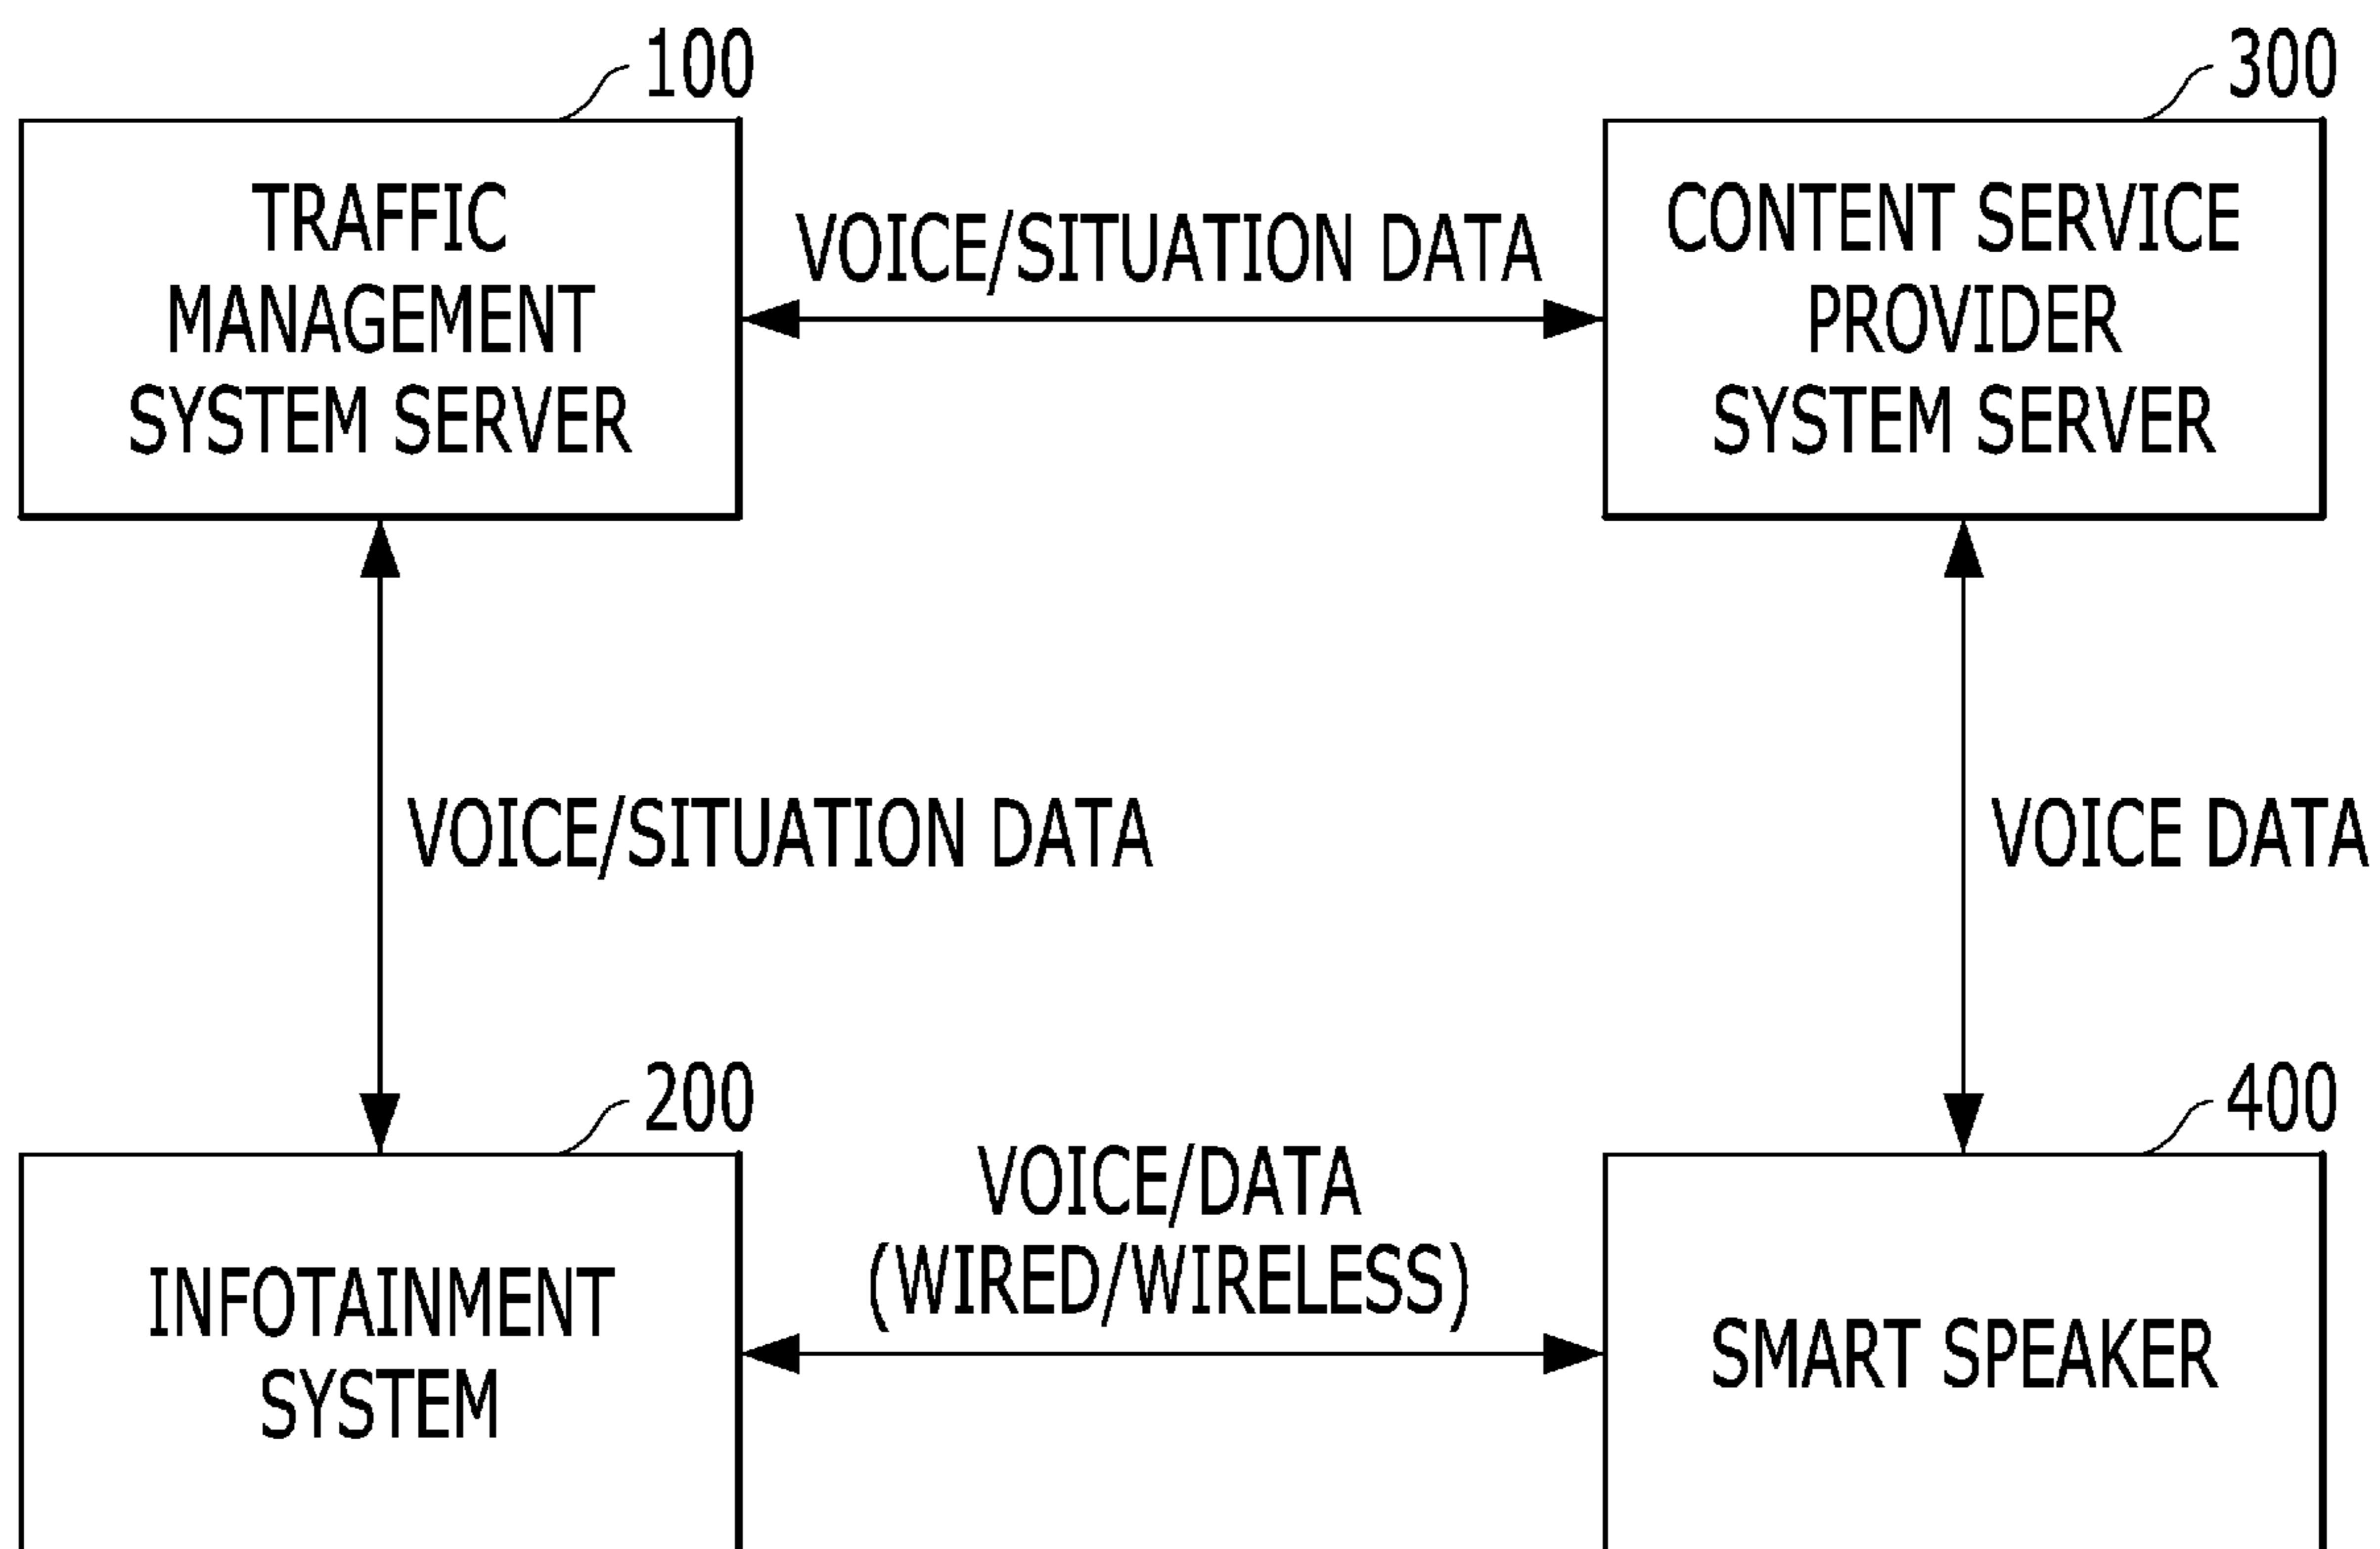 100
300
TRAFFIC
MANAGEMENT
SYSTEM SERVER
VOICE/SITUATION DATA
CONTENT SERVICE
PROVIDER
SYSTEM SERVER
VOICE/SITUATION DATA
VOICE DATA
200
400
INFOTAINMENT
SYSTEM
VOICE/DATA
(WIRED/WIRELESS)
SMART SPEAKER